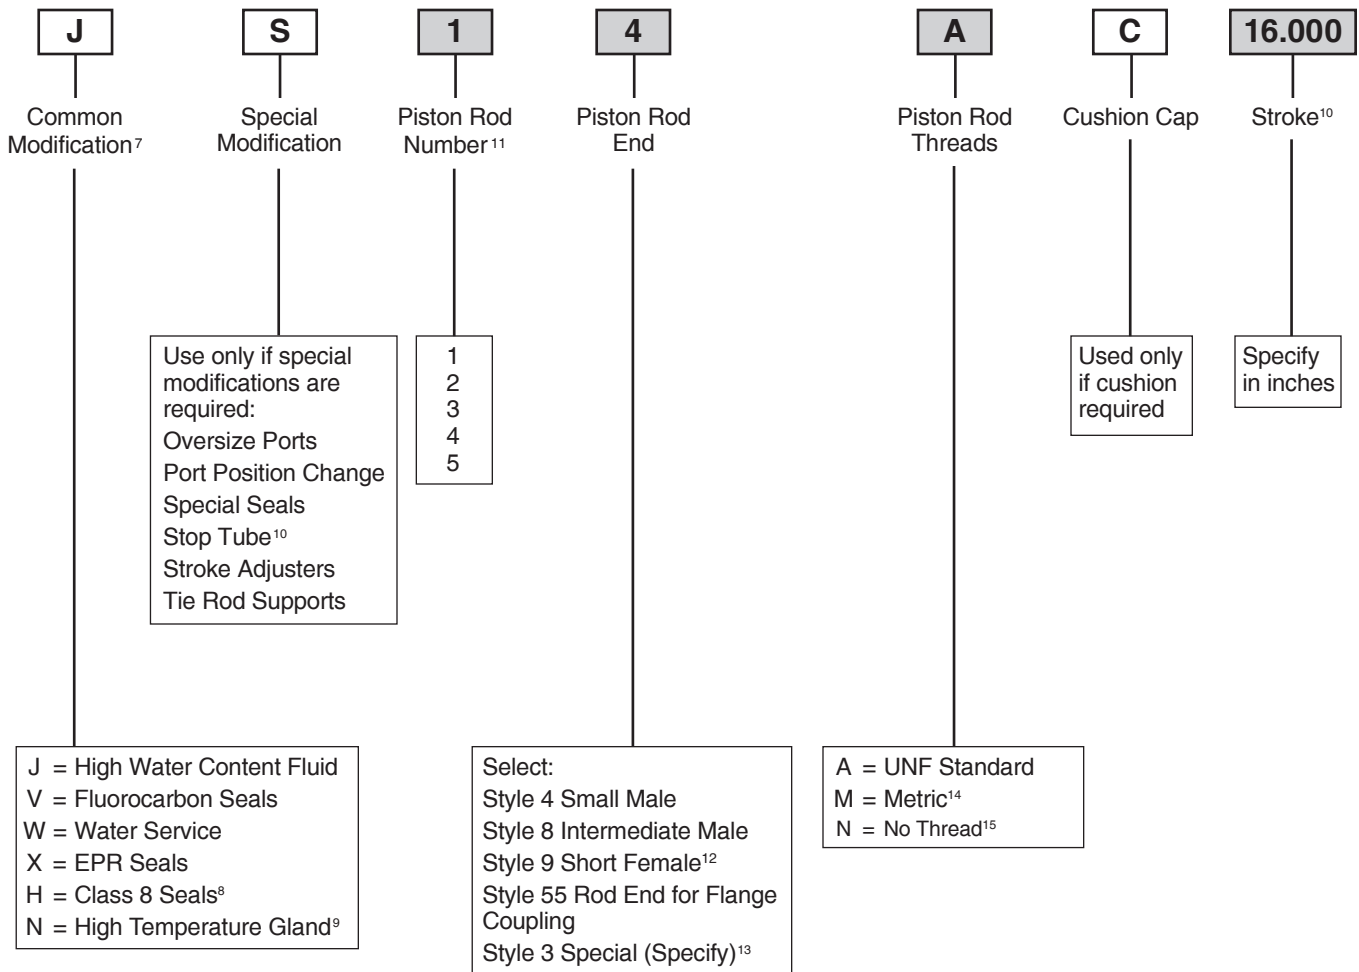 J S 1 4 A C 16.000
Common
Modification⁷
Special
Modification
Piston Rod
Number¹¹
Piston Rod
End
Piston Rod
Threads
Cushion Cap
Stroke¹⁰
Use only if special
modifications are
required:
Oversize Ports
Port Position Change
Special Seals
Stop Tube¹⁰
Stroke Adjusters
Tie Rod Supports
1
2
3
4
5
Used only
if cushion
required
Specify
in inches
J = High Water Content Fluid
V = Fluorocarbon Seals
W = Water Service
X = EPR Seals
H = Class 8 Seals⁸
N = High Temperature Gland⁹
Select:
Style 4 Small Male
Style 8 Intermediate Male
Style 9 Short Female¹²
Style 55 Rod End for Flange
Coupling
Style 3 Special (Specify)¹³
A = UNF Standard
M = Metric¹⁴
N = No Thread¹⁵